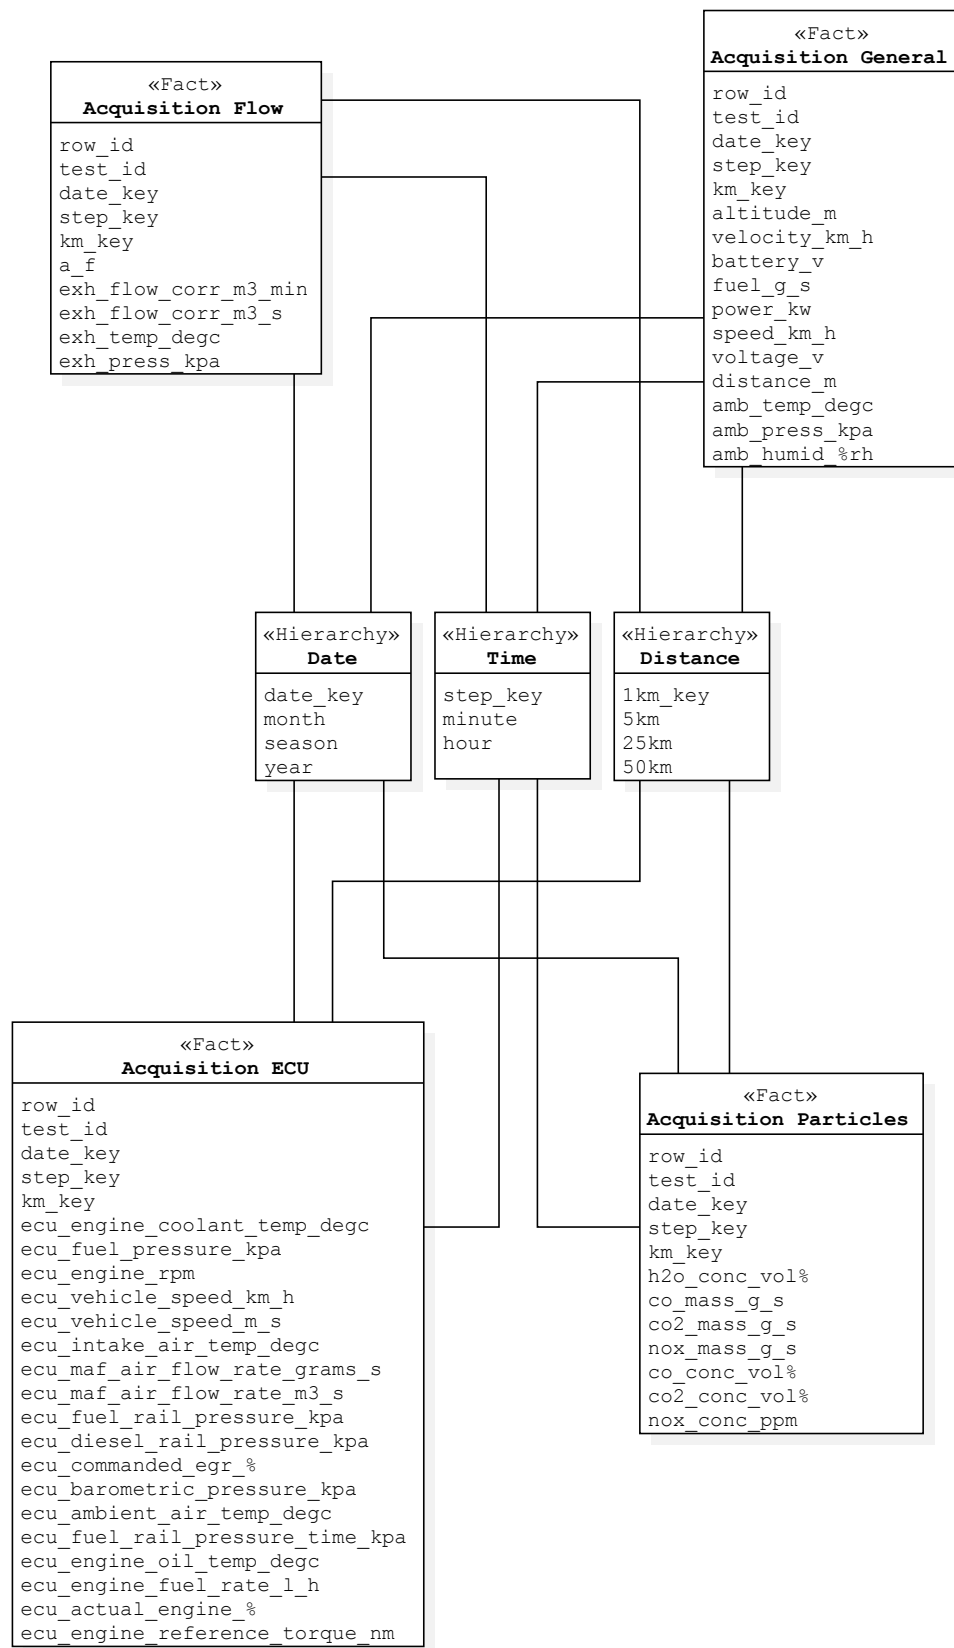 «Fact»
Acquisition General
row_id
test_id
date_key
step_key
km_key
altitude_m
velocity_km_h
battery_v
fuel_g_s
power_kw
speed_km_h
voltage_v
distance_m
amb_temp_degc
amb_press_kpa
amb_humid_%rh
«Fact»
Acquisition Flow
row_id
test_id
date_key
step_key
km_key
a_f
exh_flow_corr_m3_min
exh_flow_corr_m3_s
exh_temp_degc
exh_press_kpa
«Hierarchy»
Date
date_key
month
season
year
«Hierarchy»
Time
step_key
minute
hour
«Hierarchy»
Distance
1km_key
5km
25km
50km
«Fact»
Acquisition ECU
row_id
test_id
date_key
step_key
km_key
ecu_engine_coolant_temp_degc
ecu_fuel_pressure_kpa
ecu_engine_rpm
ecu_vehicle_speed_km_h
ecu_vehicle_speed_m_s
ecu_intake_air_temp_degc
ecu_maf_air_flow_rate_grams_s
ecu_maf_air_flow_rate_m3_s
ecu_fuel_rail_pressure_kpa
ecu_diesel_rail_pressure_kpa
ecu_commanded_egr_%
ecu_barometric_pressure_kpa
ecu_ambient_air_temp_degc
ecu_fuel_rail_pressure_time_kpa
ecu_engine_oil_temp_degc
ecu_engine_fuel_rate_l_h
ecu_actual_engine_%
ecu_engine_reference_torque_nm
«Fact»
Acquisition Particles
row_id
test_id
date_key
step_key
km_key
h2o_conc_vol%
co_mass_g_s
co2_mass_g_s
nox_mass_g_s
co_conc_vol%
co2_conc_vol%
nox_conc_ppm